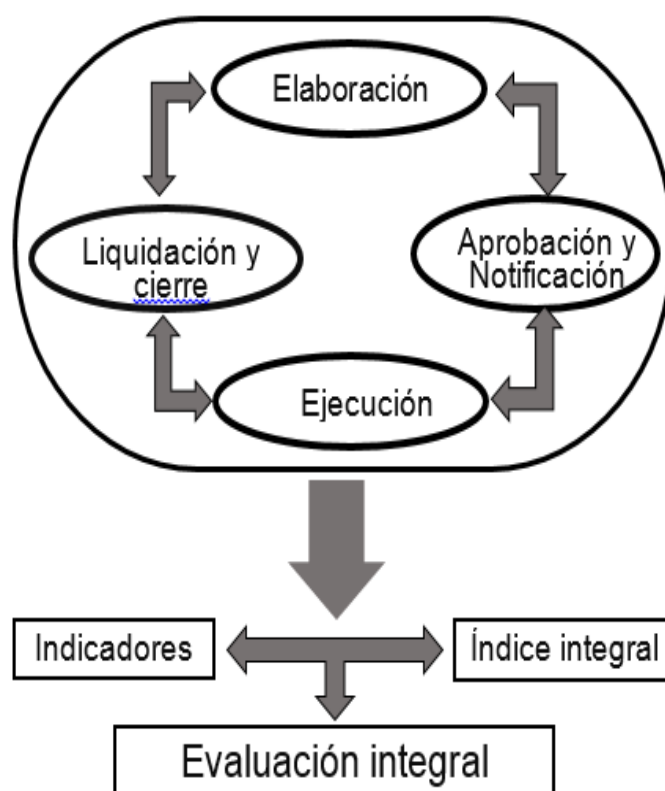 Elaboración
Liquidación y
cierre
Aprobación y
Notificación
Ejecución
Indicadores
Índice integral
Evaluación integral